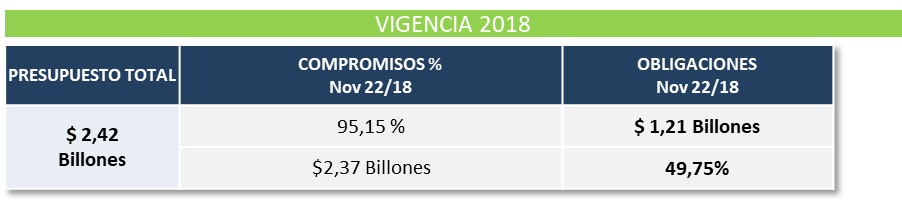 VIGENCIA 2018
PRESUPUESTO TOTAL
COMPROMISOS %
Nov 22/18
OBLIGACIONES
Nov 22/18
$ 2,42
Billones
95,15 %
$ 1,21 Billones
$2,37 Billones
49,75%